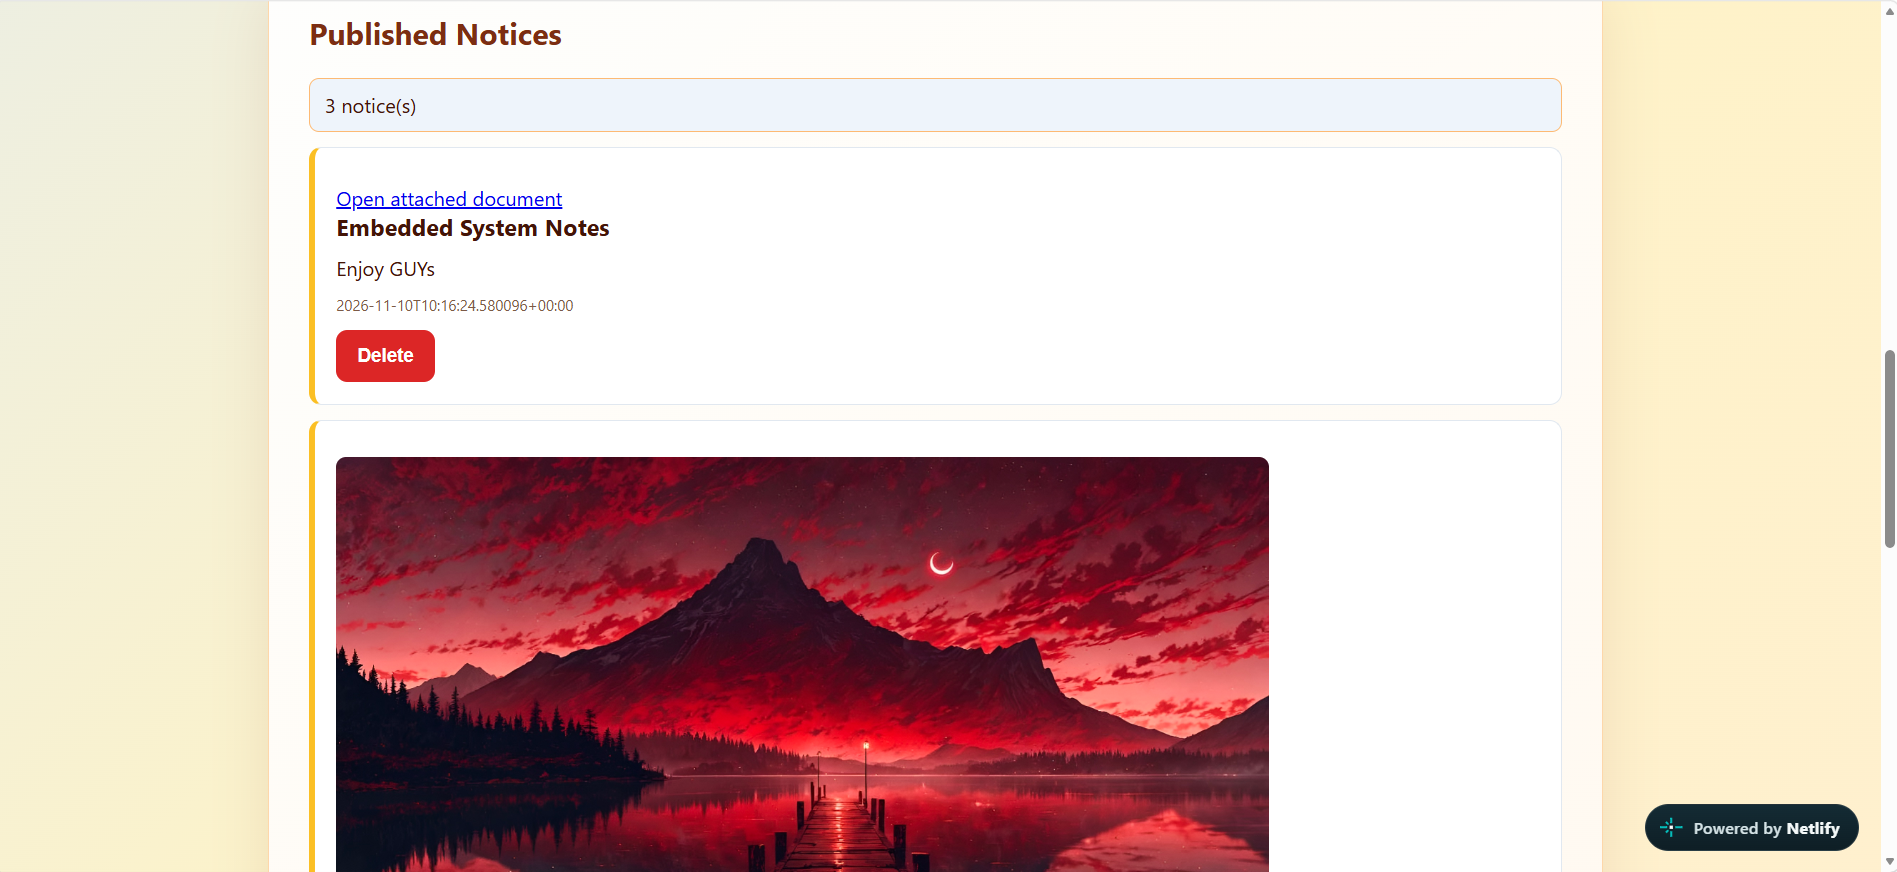 Published Notices
3 notice(s)
Open attached document
Embedded System Notes
Enjoy GUYs
2026-11-10T10:16:24.580096+00:00
Delete
Powered by Netlify